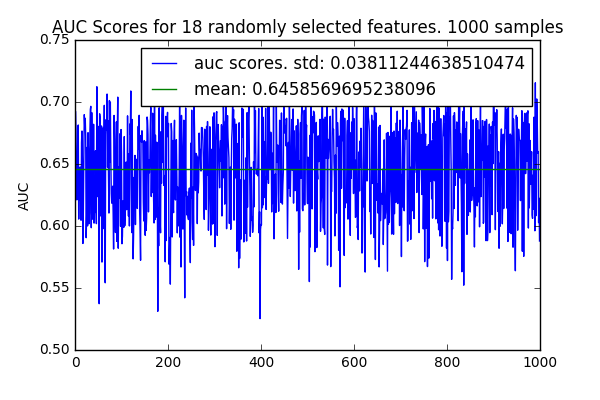 AUC Scores for 18 randomly selected features. 1000 samples
0.75
auc scores. std: 0.03811244638510474
mean: 0.6458569695238096
0.70
0.65
AUC
0.60
0.55
0.50
0 200 400 600 800 1000